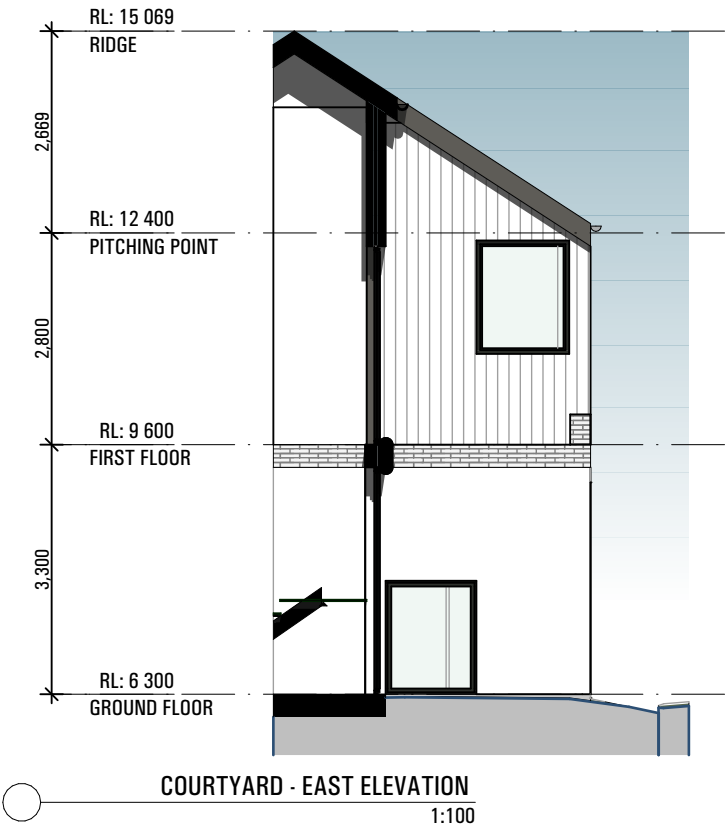 RL: 15 069
RIDGE
2,669
RL: 12 400
PITCHING POINT
2,800
RL: 9 600
FIRST FLOOR
3,300
RL: 6 300
GROUND FLOOR
COURTYARD - EAST ELEVATION
1:100